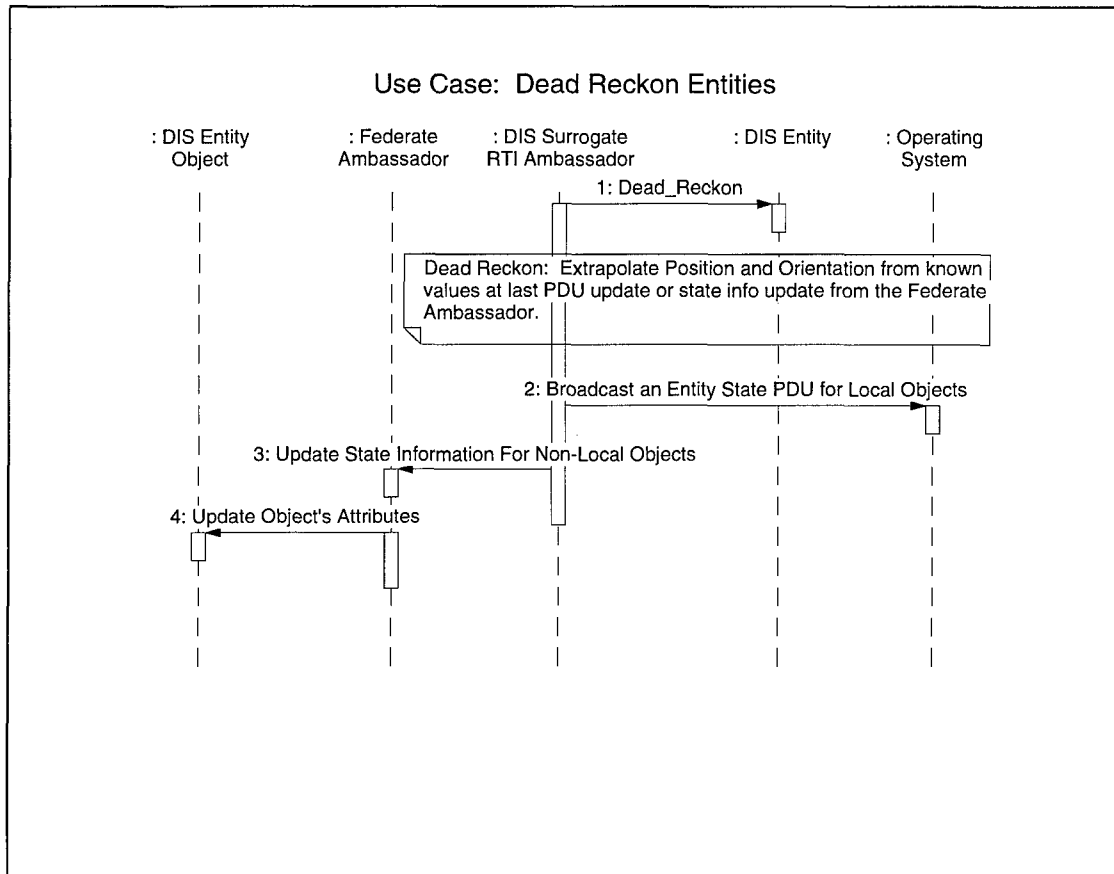 Use Case: Dead Reckon Entities
: DIS Entity
Object
: Federate
Ambassador
: DIS Surrogate
RTI Ambassador
: DIS Entity
: Operating
System
1: Dead_Reckon
Dead Reckon: Extrapolate Position and Orientation from known
values at last PDU update or state info update from the Federate
Ambassador.
2: Broadcast an Entity State PDU for Local Objects
3: Update State Information For Non-Local Objects
4: Update Object's Attributes